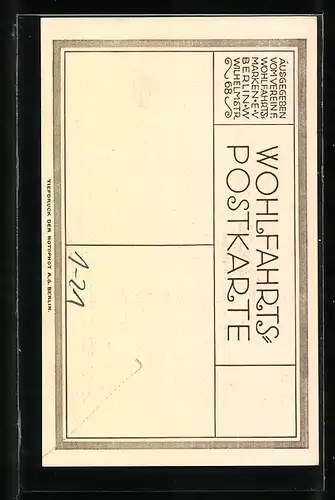 AUSGEGEBEN
VOM VEREIN F.
WOHLFAHRTS-
MARKEN E.V
BERLIN W
WILHELMSTR.
68
WOHLFAHRTS-
POSTKARTE
1-21
TIEFDRUCK DER ROTOPHOT A.G. BERLIN.